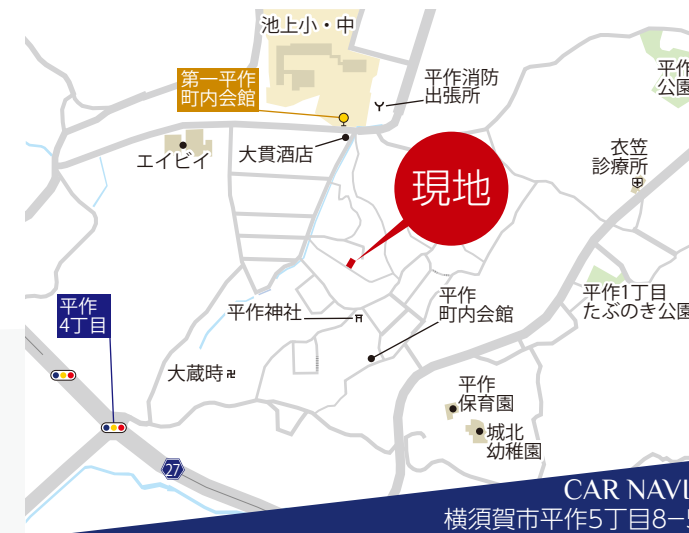 池上小・中
第一平作
町内会館
平作消防
出張所
平作
公園
エイビイ
大貫酒店
衣笠
診療所
現地
平作
4丁目
平作神社
平作
町内会館
平作1丁目
たぶのき公園
大蔵時
平作
保育園
城北
幼稚園
27
CAR NAVI
横須賀市平作5丁目8−5